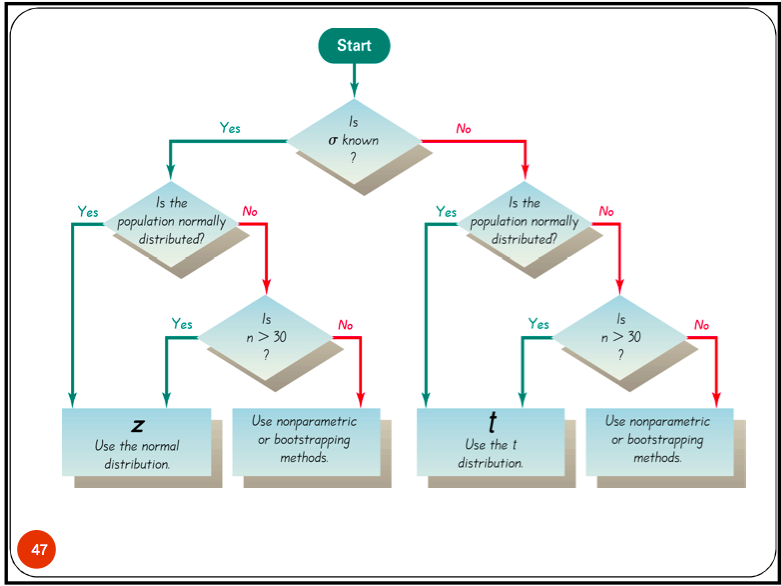 Start
Is
σ known
?
Yes
No
Is the
population normally
distributed?
Yes
No
Is the
population normally
distributed?
Yes
No
Is
n > 30
?
Yes
No
Is
n > 30
?
Yes
No
z
Use the normal
distribution.
Use nonparametric
or bootstrapping
methods.
t
Use the t
distribution.
Use nonparametric
or bootstrapping
methods.
47